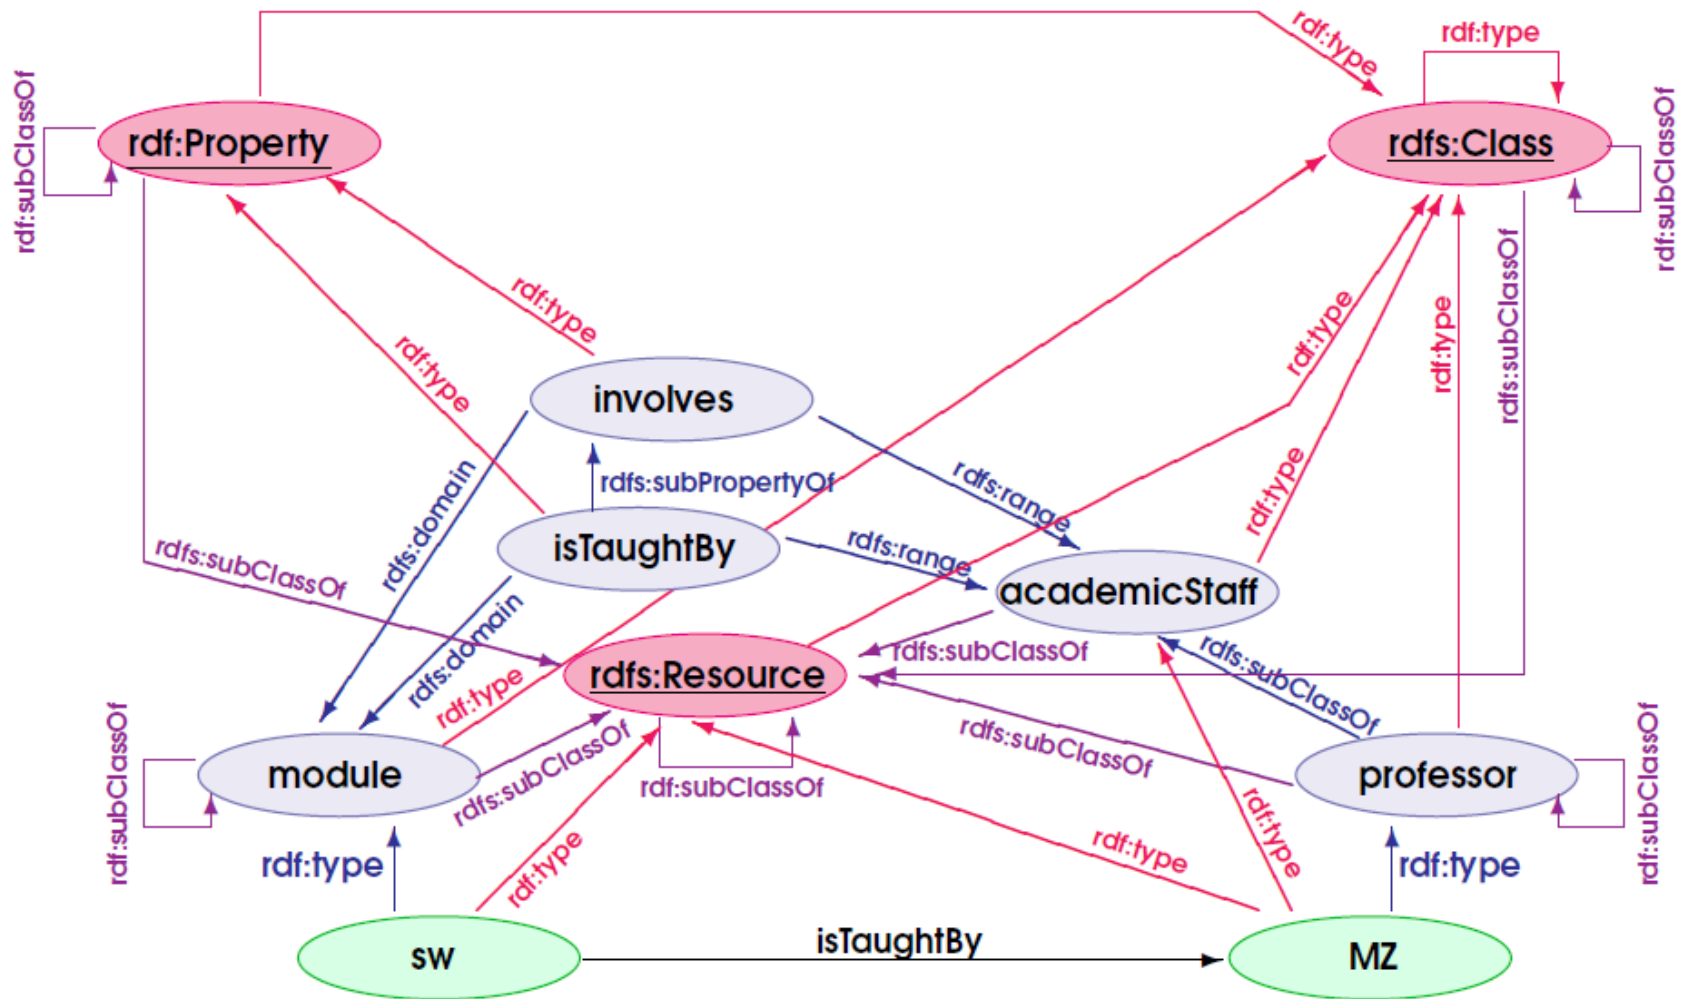 rdf:type
rdf:type
rdf:subClassOf
rdf:Property
rdfs:Class
rdf:subClassOf
rdf:type
rdf:type
rdf:type
rdf:type
rdfs:subClassOf
involves
rdfs:domain
rdfs:subPropertyOf
rdfs:range
rdf:type
isTaughtBy
rdfs:range
rdfs:subClassOf
academicStaff
rdfs:domain
rdf:type
rdfs:Resource
rdfs:subClassOf
rdfs:subClassOf
rdf:subClassOf
module
rdfs:subClassOf
rdf:subClassOf
rdfs:subClassOf
professor
rdf:subClassOf
rdf:type
rdf:type
rdf:type
rdf:type
rdf:type
sw
isTaughtBy
MZ